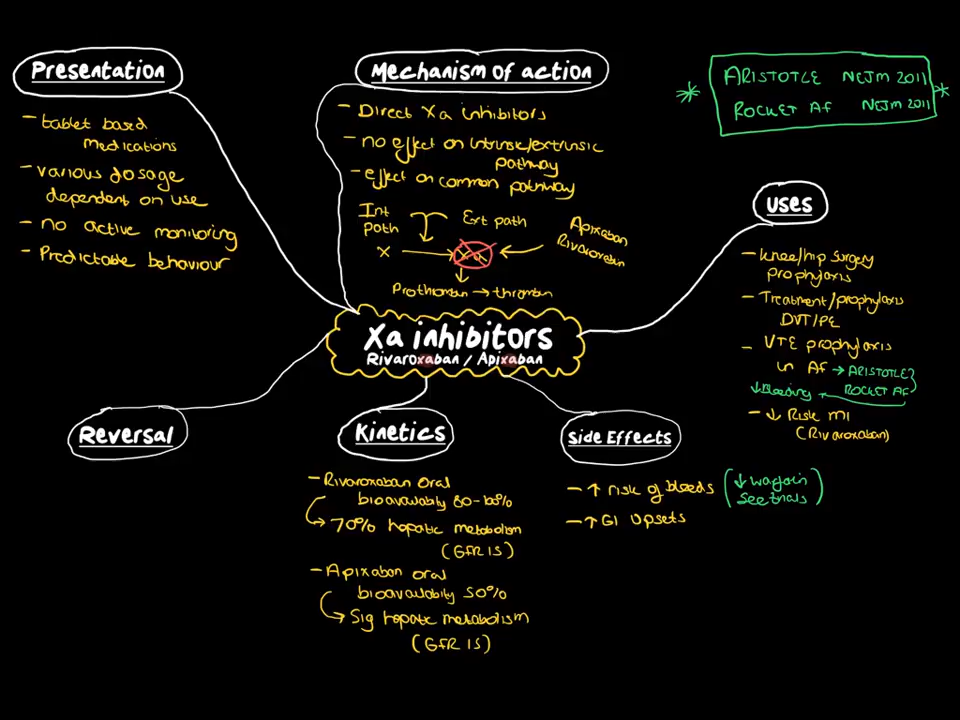 Presentation
- tablet based
medications
- various dosage
dependent on use
- no active monitoring
- Predictable behaviour
Mechanism of action
- Direct Xa inhibitors
- no effect on intrinsic/extrinsic
pathway
- effect on common pathway
Int
path
Ext path
Apixaban
Rivaroxaban
X
Xa
Prothrombin → thrombin
* ARISTOTLE NEJM 2011 *
ROCKET AF NEJM 2011
USES
- Knee/hip surgery
prophylaxis
- Treatment/prophylaxis
DVT/PE
- VTE prophylaxis
in AF → ARISTOTLE
↓Bleeding ROCKET AF
- ↓ Risk MI
(Rivaroxaban)
Xa inhibitors
Rivaroxaban / Apixaban
Reversal
Kinetics
- Rivaroxaban oral
bioavailability 80-100%
→ 70% hepatic metabolism
(GFR 15)
- Apixaban oral
bioavailability 50%
→ Sig hepatic metabolism
(GFR 15)
Side Effects
- ↑ risk of bleeds (↓ warfarin
see trials)
- ↑ GI Upsets